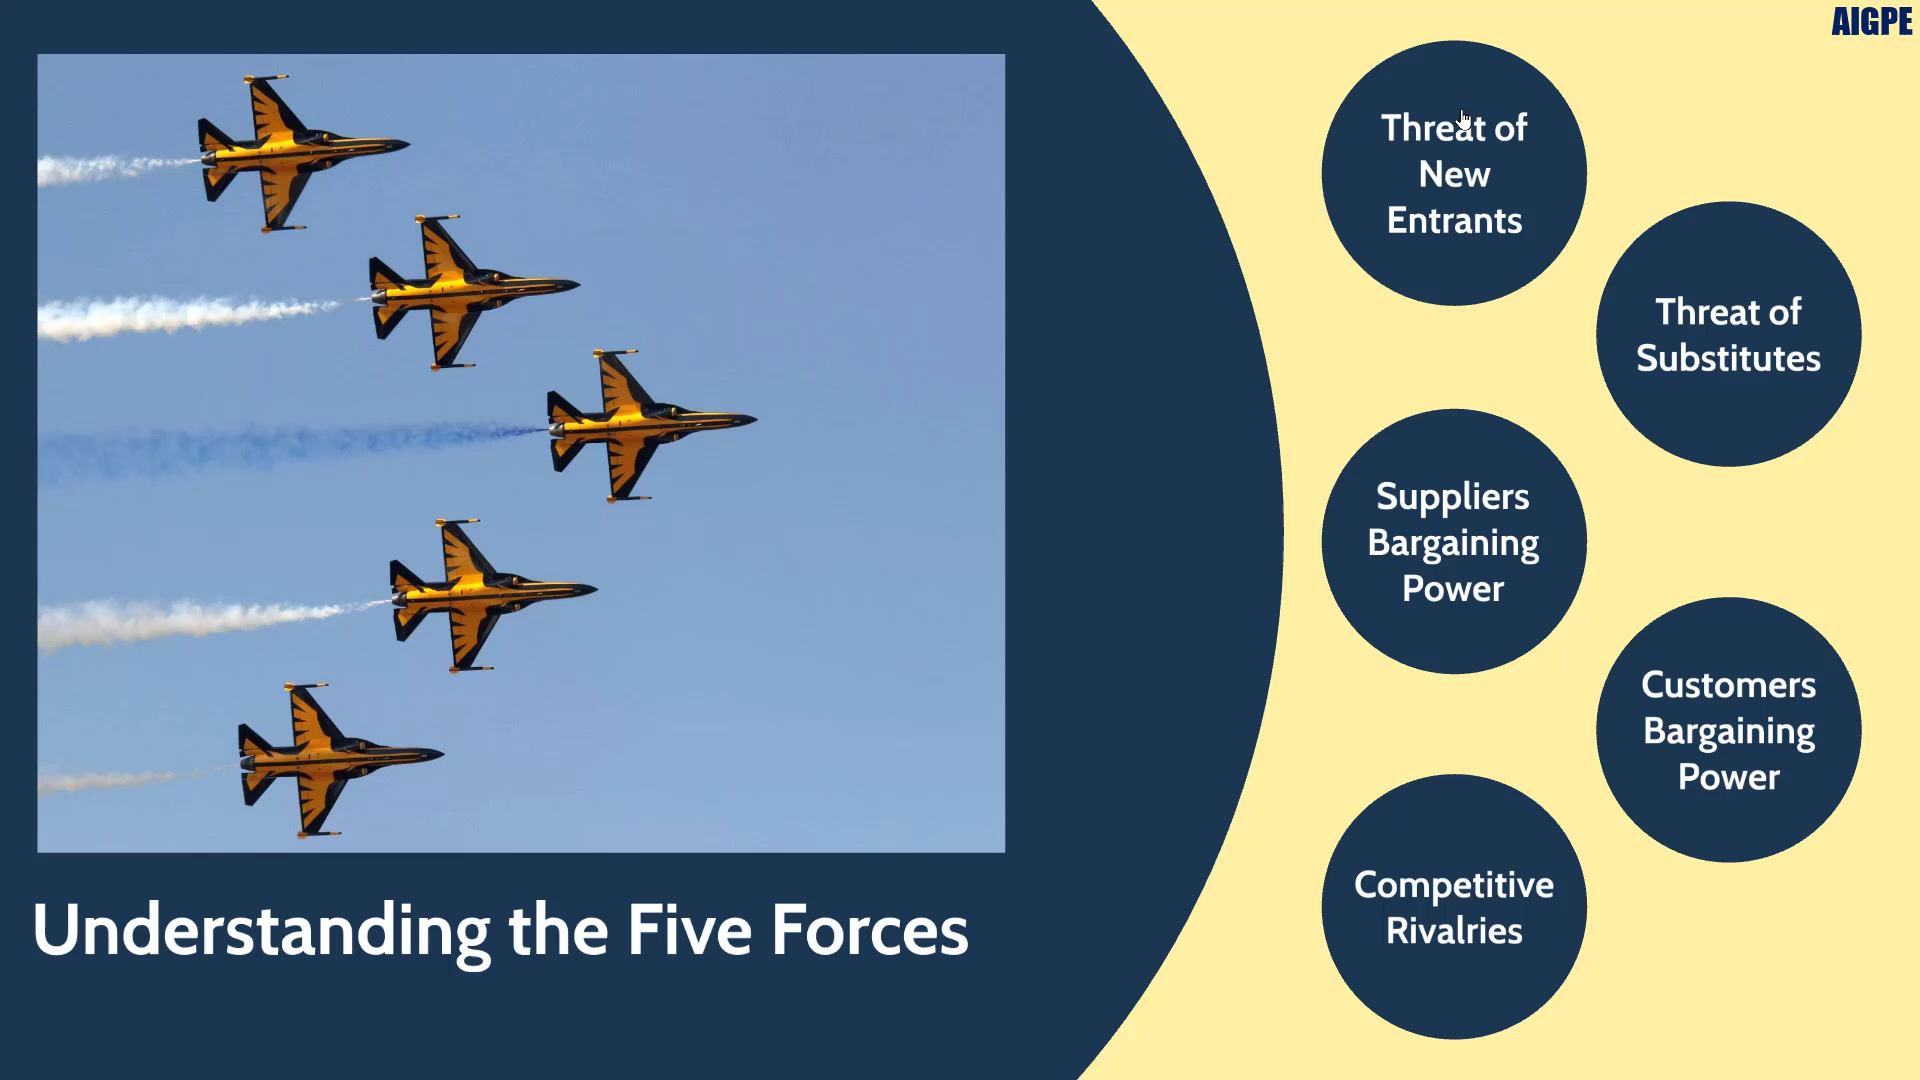 AIGPE
Threat of
New
Entrants
Threat of
Substitutes
Suppliers
Bargaining
Power
Customers
Bargaining
Power
Competitive
Rivalries
Understanding the Five Forces